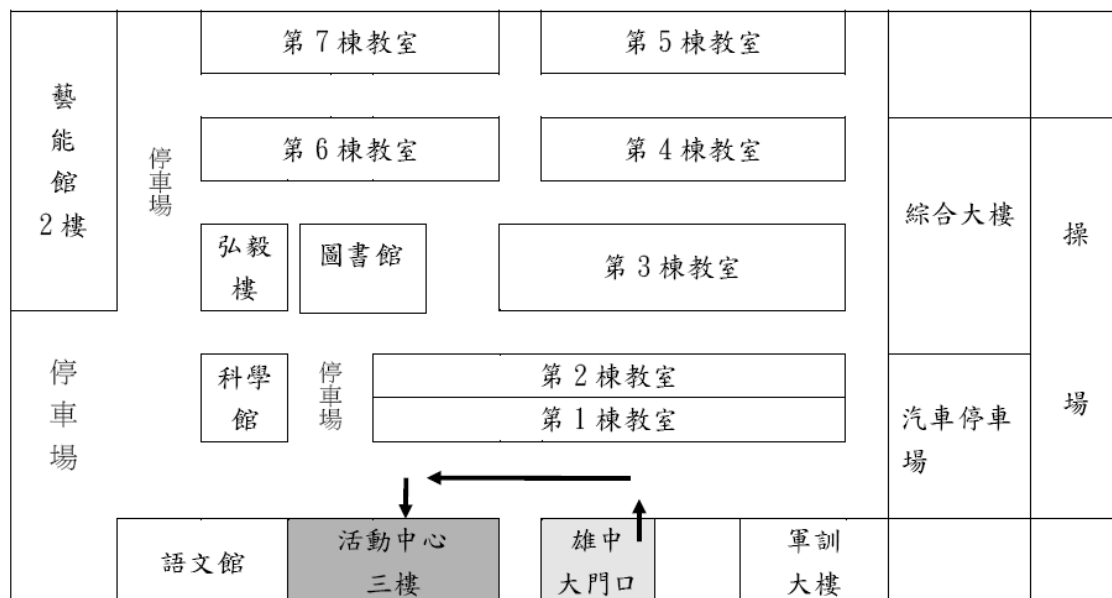 第 7 棟教室
第 5 棟教室
藝
能
館
2 樓
停
車
場
第 6 棟教室
第 4 棟教室
綜合大樓
操
場
弘毅
樓
圖書館
第 3 棟教室
停
車
場
科學
館
停
車
場
第 2 棟教室
第 1 棟教室
汽車停車
場
語文館
活動中心
三樓
雄中
大門口
軍訓
大樓